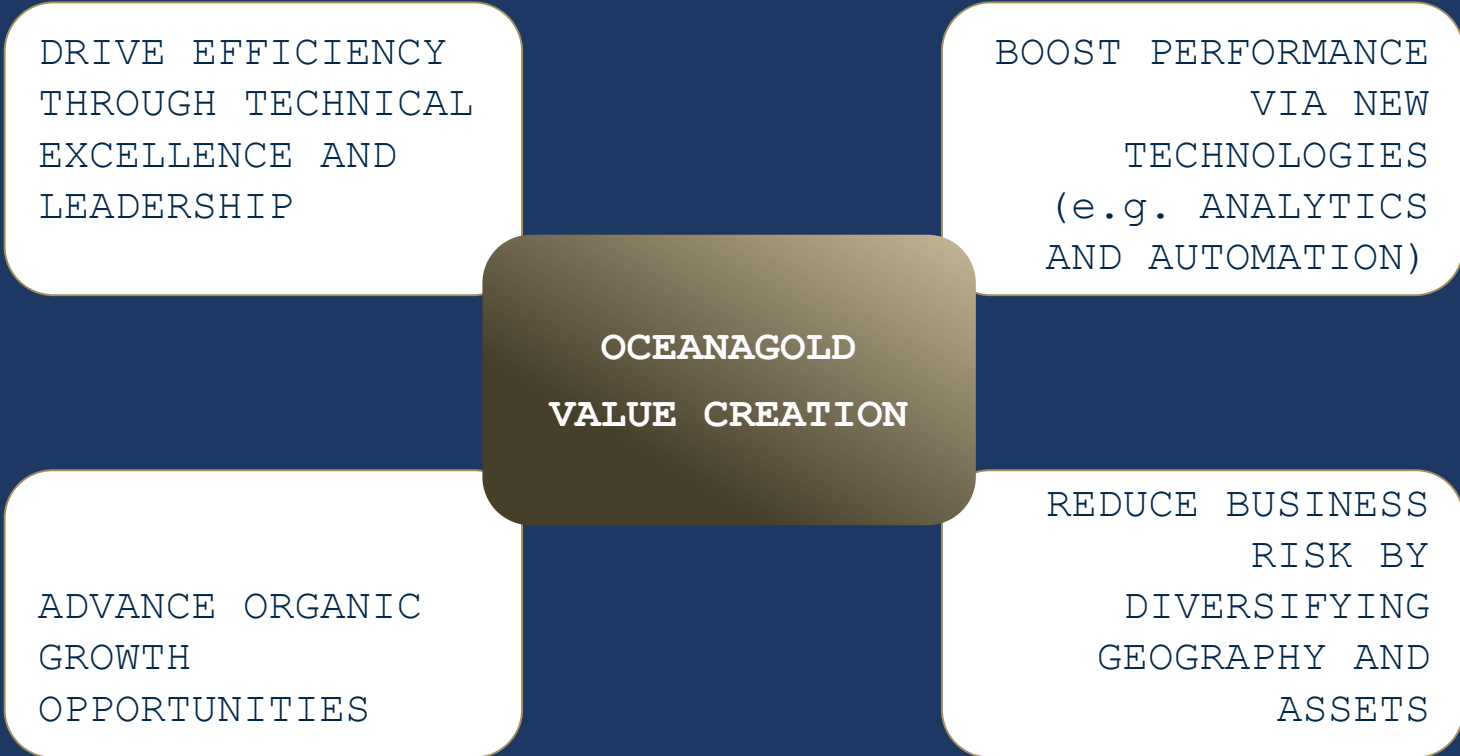 DRIVE EFFICIENCY
THROUGH TECHNICAL
EXCELLENCE AND
LEADERSHIP
BOOST PERFORMANCE
VIA NEW
TECHNOLOGIES
(e.g. ANALYTICS
AND AUTOMATION)
OCEANAGOLD
VALUE CREATION
ADVANCE ORGANIC
GROWTH
OPPORTUNITIES
REDUCE BUSINESS
RISK BY
DIVERSIFYING
GEOGRAPHY AND
ASSETS